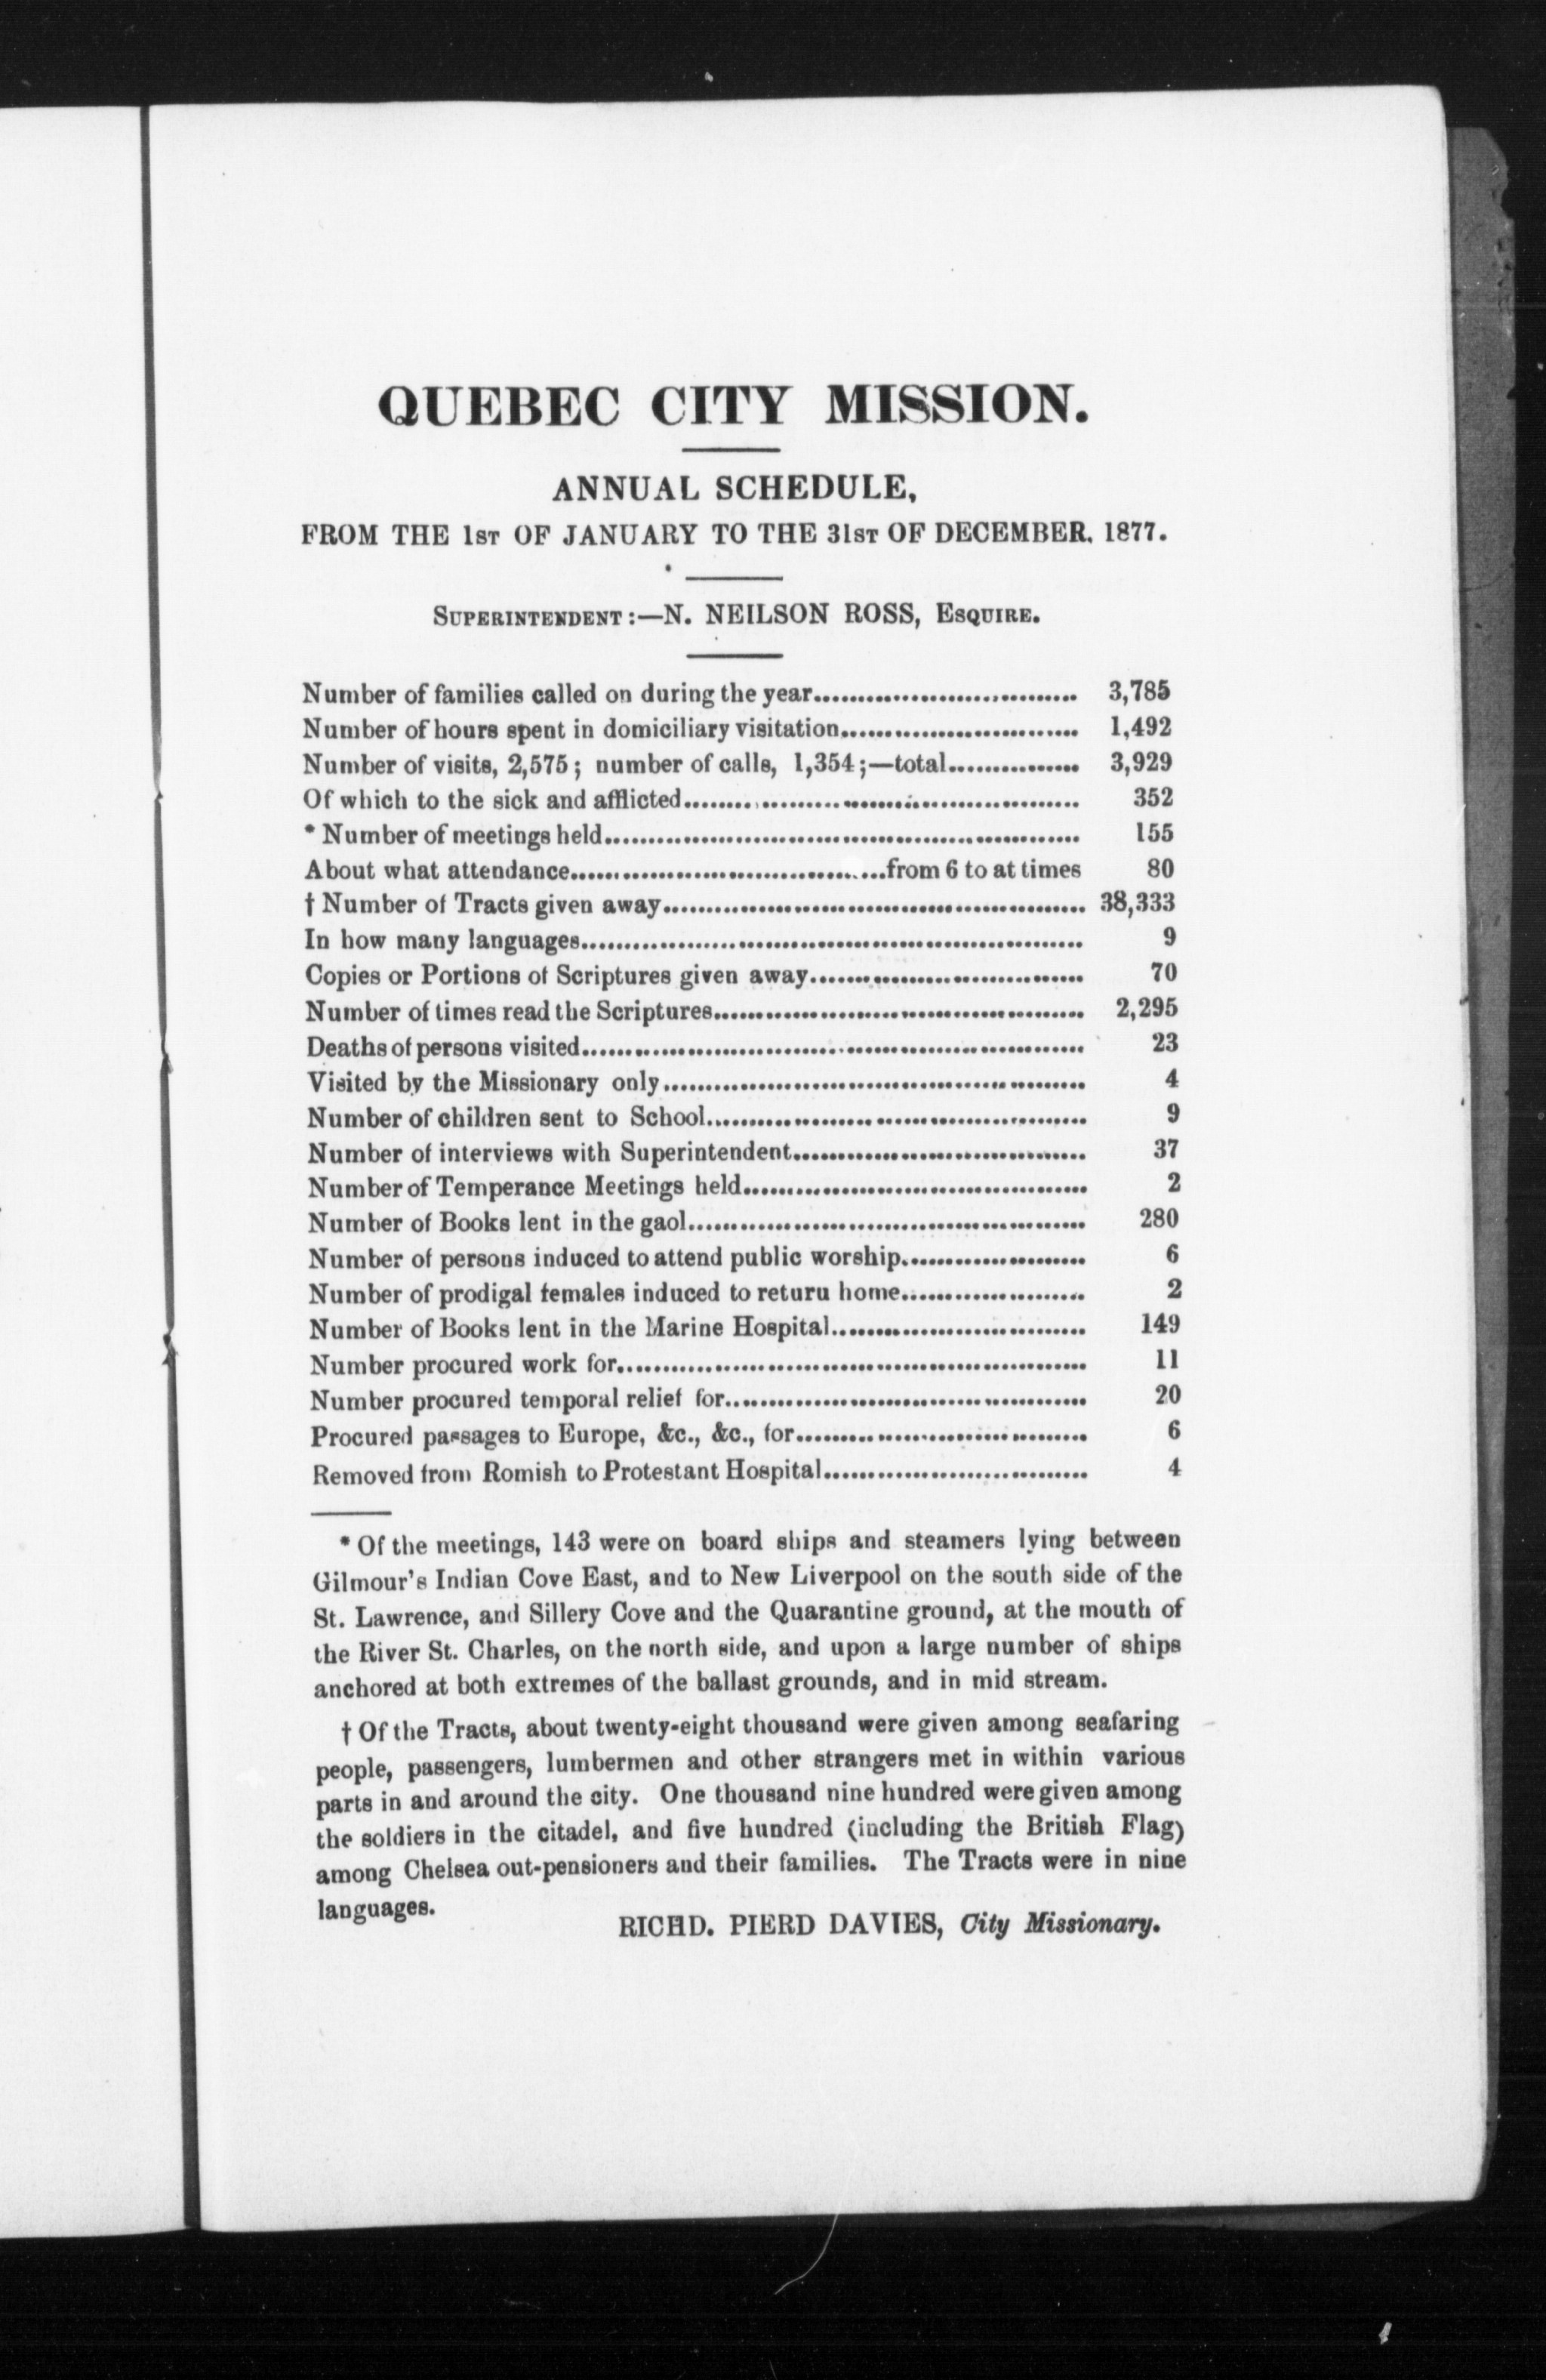 QUEBEC CITY MISSION.
ANNUAL SCHEDULE,
FROM THE 1ST OF JANUARY TO THE 31ST OF DECEMBER. 1877.
SUPERINTENDENT:—N. NEILSON ROSS, ESQUIRE.
Number of families called on during the year.............................. 3,785
Number of hours spent in domiciliary visitation........................... 1,492
Number of visits, 2,575; number of calls, 1,354;—total............... 3,929
Of which to the sick and afflicted............................................. 352
* Number of meetings held...................................................... 155
About what attendance....................................from 6 to at times 80
† Number of Tracts given away................................................ 38,333
In how many languages......................................................... 9
Copies or Portions of Scriptures given away............................... 70
Number of times read the Scriptures.......................................... 2,295
Deaths of persons visited......................................................... 23
Visited by the Missionary only................................................ 4
Number of children sent to School........................................... 9
Number of interviews with Superintendent................................. 37
Number of Temperance Meetings held....................................... 2
Number of Books lent in the gaol............................................. 280
Number of persons induced to attend public worship..................... 6
Number of prodigal females induced to returu home..................... 2
Number of Books lent in the Marine Hospital............................. 149
Number procured work for..................................................... 11
Number procured temporal relief for......................................... 20
Procured passages to Europe, &c., &c., for................................. 6
Removed from Romish to Protestant Hospital.............................. 4
* Of the meetings, 143 were on board ships and steamers lying between
Gilmour's Indian Cove East, and to New Liverpool on the south side of the
St. Lawrence, and Sillery Cove and the Quarantine ground, at the mouth of
the River St. Charles, on the north side, and upon a large number of ships
anchored at both extremes of the ballast grounds, and in mid stream.
† Of the Tracts, about twenty-eight thousand were given among seafaring
people, passengers, lumbermen and other strangers met in within various
parts in and around the city. One thousand nine hundred were given among
the soldiers in the citadel, and five hundred (including the British Flag)
among Chelsea out-pensioners and their families. The Tracts were in nine
languages.
RICHD. PIERD DAVIES, City Missionary.